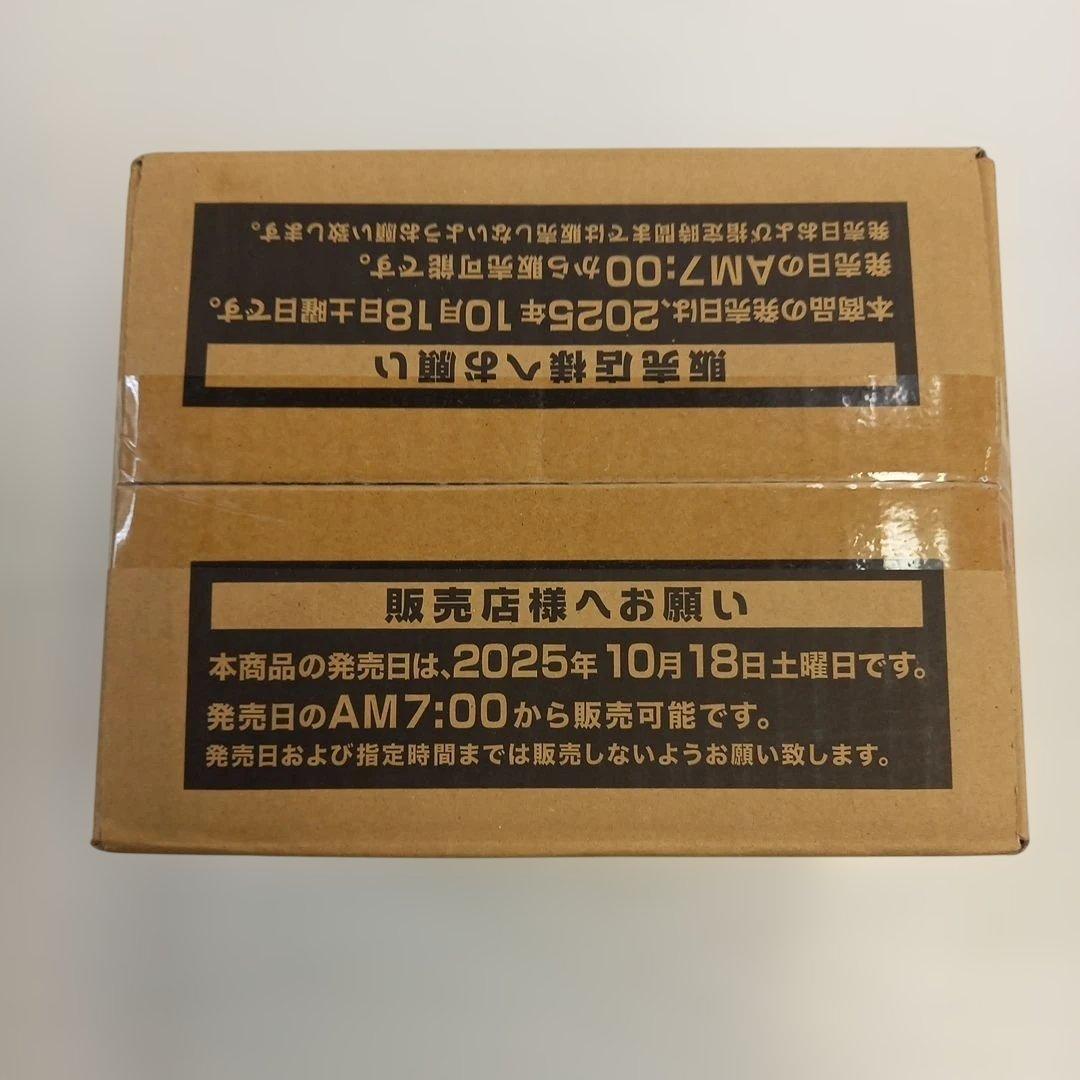 発売日および指定時間までは販売しないようお願い致します。
発売日のAM7:00から販売可能です。
本商品の発売日は、2025年10月18日土曜日です。
販売店様へお願い
販売店様へお願い
本商品の発売日は、2025年10月18日土曜日です。
発売日のAM7:00から販売可能です。
発売日および指定時間までは販売しないようお願い致します。